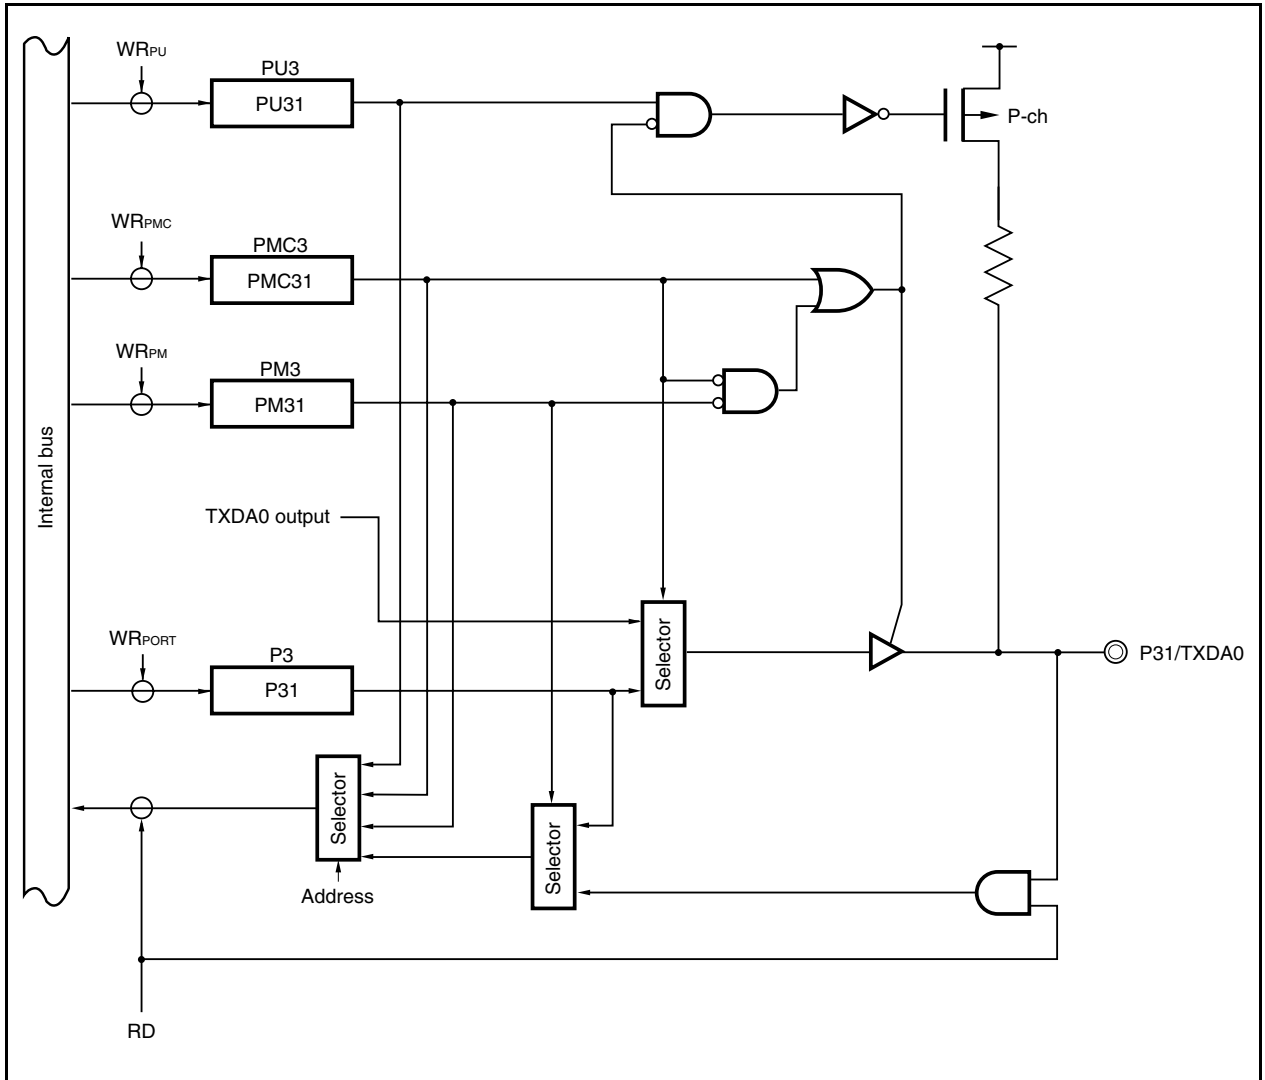 WRPU
PU3
PU31
P-ch
WRPMC
PMC3
PMC31
WRPM
PM3
PM31
Internal bus
TXDA0 output
WRPORT
P3
P31
Selector
P31/TXDA0
Selector
Selector
Address
RD